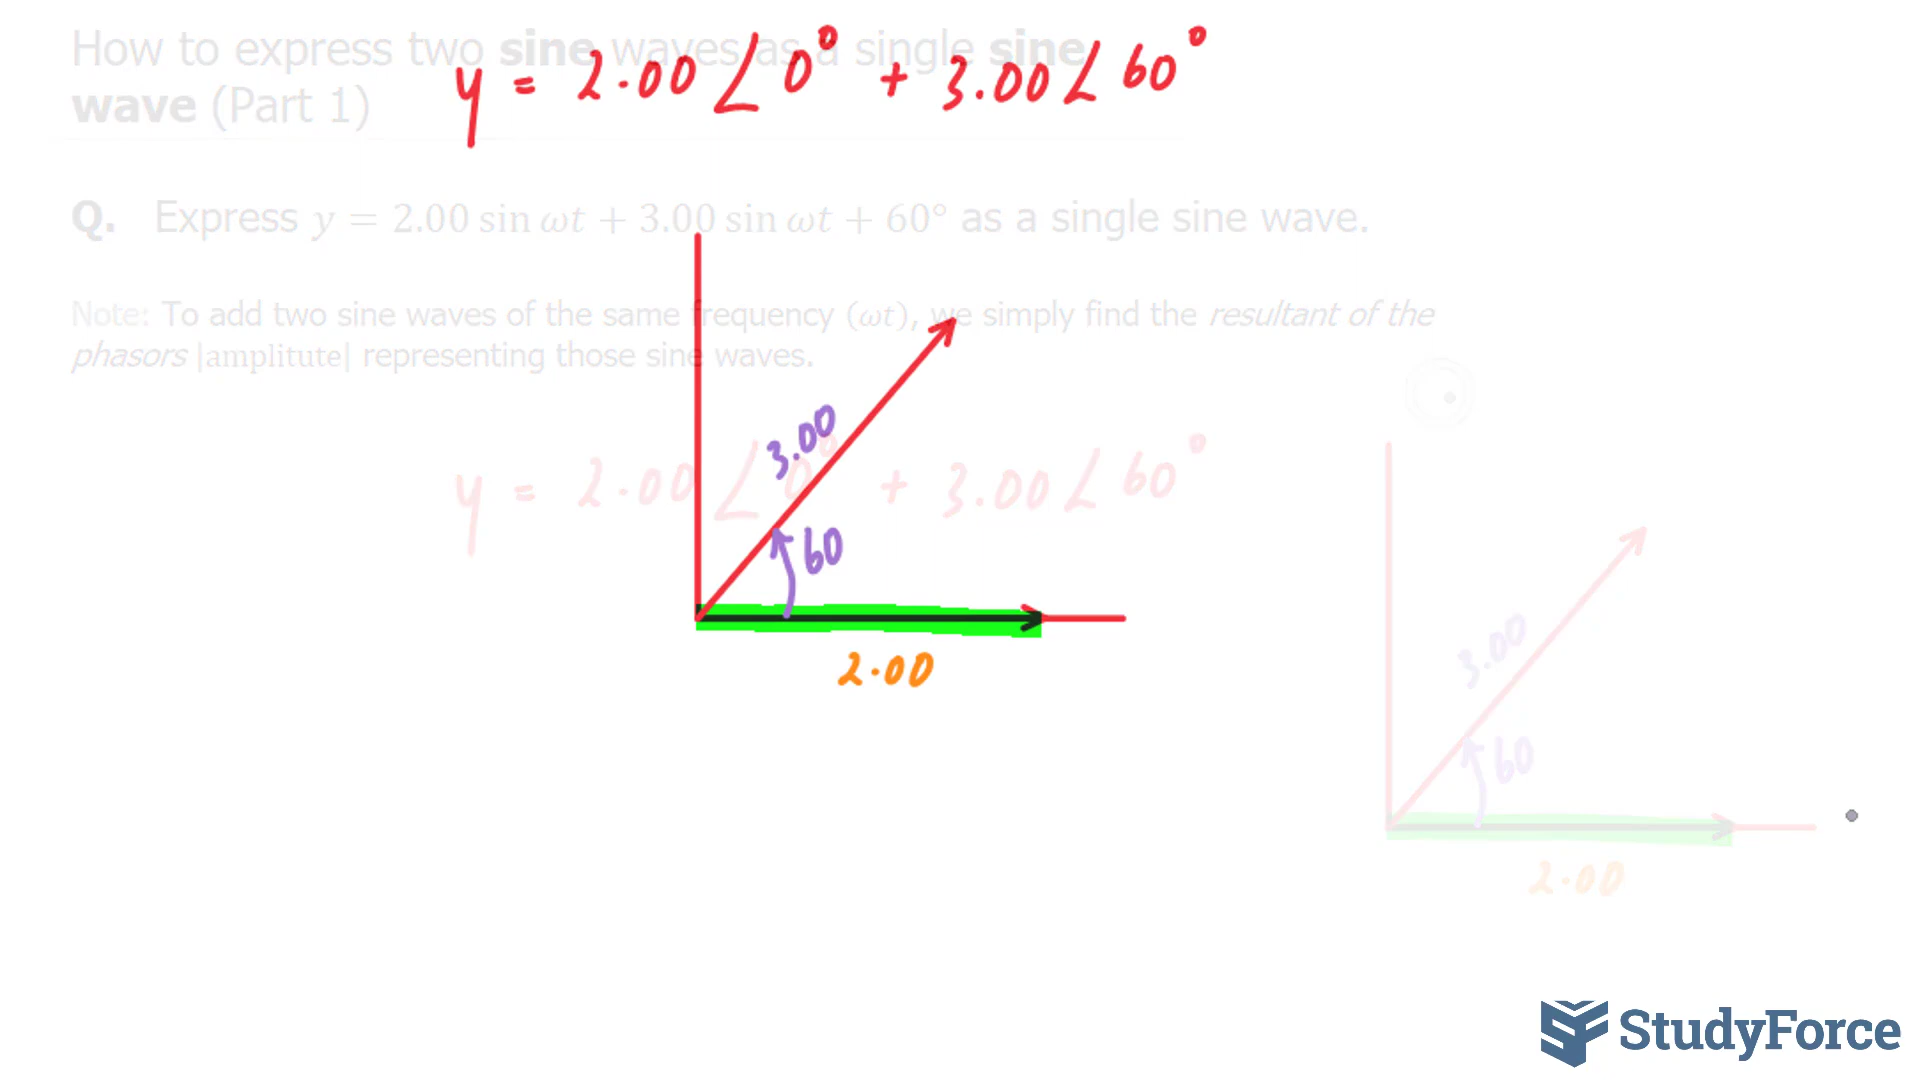 How to express two sine waves as a single sine
wave (Part 1)
y = 2.00∠0° + 3.00∠60°
Q. Express y = 2.00 sin ωt + 3.00 sin ωt + 60° as a single sine wave.
Note: To add two sine waves of the same frequency (ωt), we simply find the resultant of the
phasors |amplitute| representing those sine waves.
3.00
60
2.00
y = 2.00∠0° + 3.00∠60°
3.00
60
2.00
StudyForce